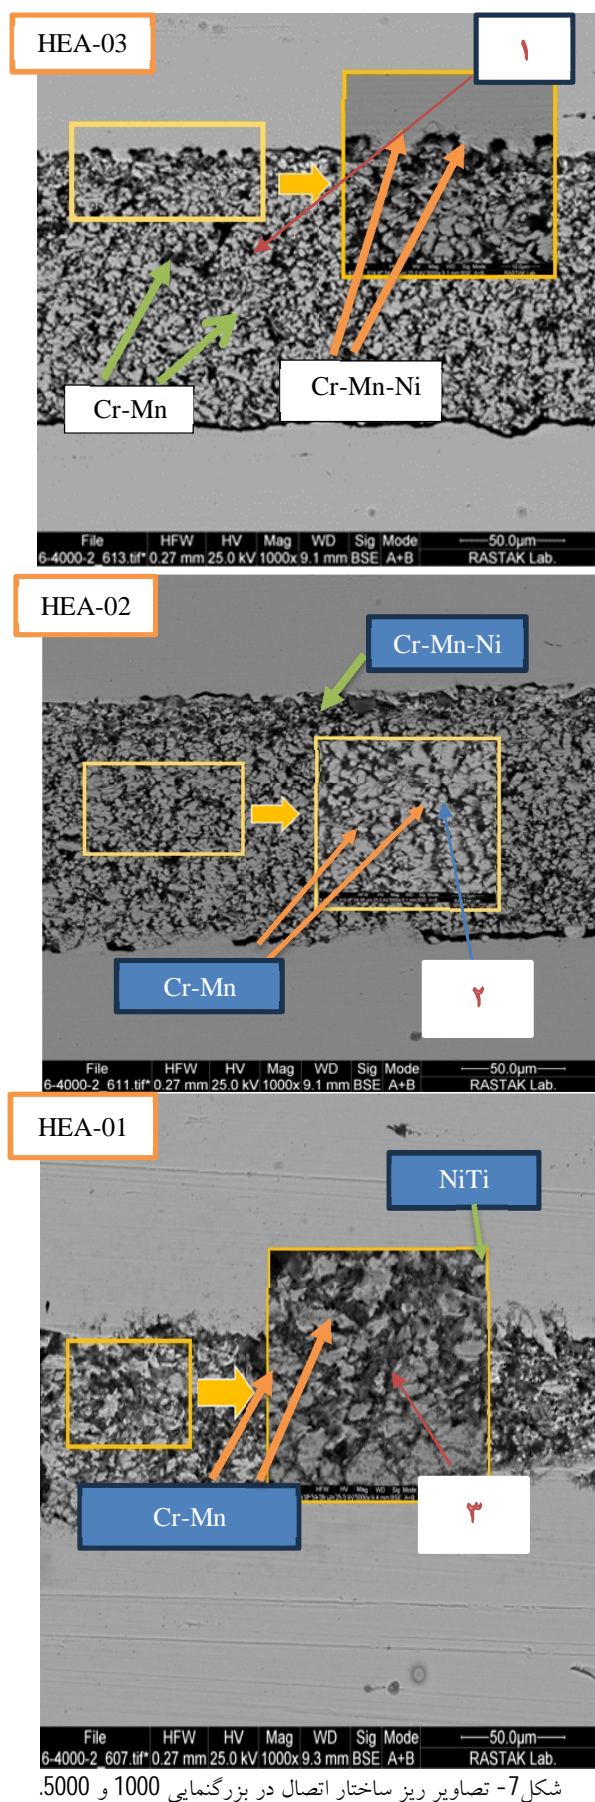 HEA-03
۱
Cr-Mn
Cr-Mn-Ni
File HFW HV Mag WD Sig Mode 50.0µm
6-4000-2_613.tif* 0.27 mm 25.0 kV 1000x 9.1 mm BSE A+B RASTAK Lab.
HEA-02
Cr-Mn-Ni
Cr-Mn
۲
File HFW HV Mag WD Sig Mode 50.0µm
6-4000-2_611.tif* 0.27 mm 25.0 kV 1000x 9.1 mm BSE A+B RASTAK Lab.
HEA-01
NiTi
Cr-Mn
۳
File HFW HV Mag WD Sig Mode 50.0µm
6-4000-2_607.tif* 0.27 mm 25.0 kV 1000x 9.3 mm BSE A+B RASTAK Lab.
شکل7- تصاویر ریز ساختار اتصال در بزرگنمایی 1000 و 5000.